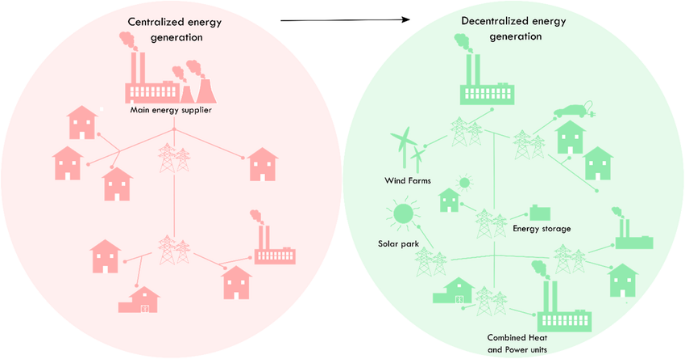 Centralized energy
generation
Main energy supplier
Decentralized energy
generation
Wind Farms
Energy storage
Solar park
Combined Heat
and Power units